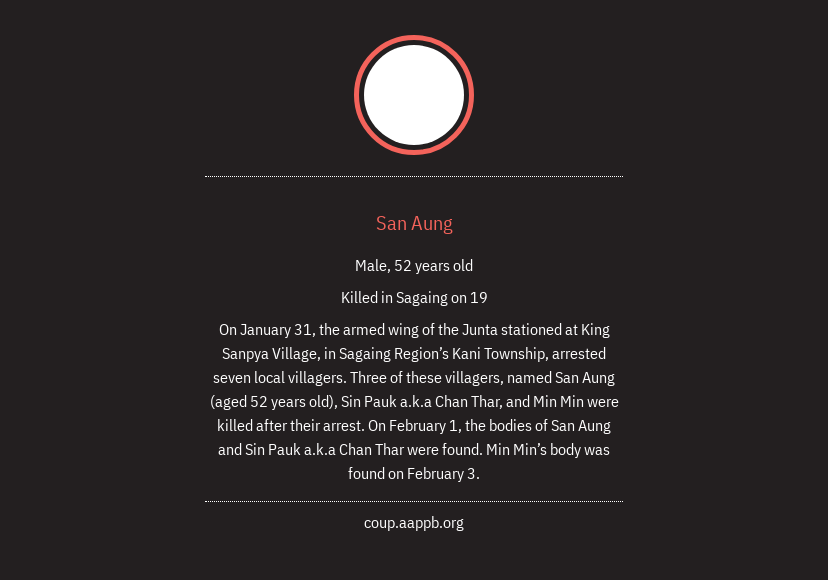 San Aung
Male, 52 years old
Killed in Sagaing on 19
On January 31, the armed wing of the Junta stationed at King
Sanpya Village, in Sagaing Region’s Kani Township, arrested
seven local villagers. Three of these villagers, named San Aung
(aged 52 years old), Sin Pauk a.k.a Chan Thar, and Min Min were
killed after their arrest. On February 1, the bodies of San Aung
and Sin Pauk a.k.a Chan Thar were found. Min Min’s body was
found on February 3.
coup.aappb.org